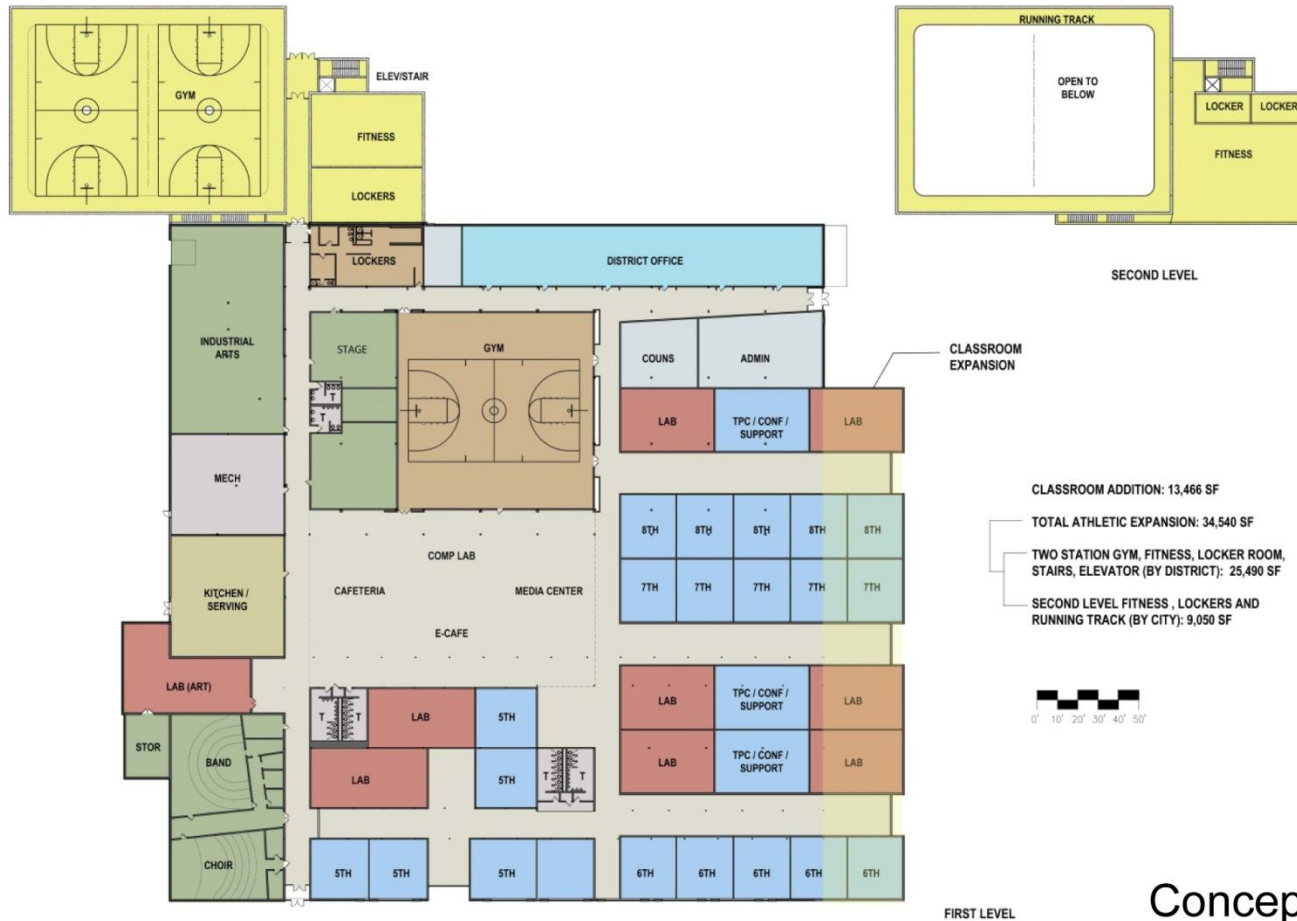 RUNNING TRACK
ELEV/STAIR
GYM
OPEN TO
BELOW
LOCKER
LOCKER
FITNESS
FITNESS
LOCKERS
LOCKERS
DISTRICT OFFICE
SECOND LEVEL
INDUSTRIAL
ARTS
STAGE
GYM
COUNS
ADMIN
CLASSROOM
EXPANSION
T
T
LAB
TPC / CONF /
SUPPORT
LAB
MECH
CLASSROOM ADDITION: 13,466 SF
TOTAL ATHLETIC EXPANSION: 34,540 SF
TWO STATION GYM, FITNESS, LOCKER ROOM,
STAIRS, ELEVATOR (BY DISTRICT): 25,490 SF
SECOND LEVEL FITNESS , LOCKERS AND
RUNNING TRACK (BY CITY): 9,050 SF
8TH
8TH
8TH
8TH
8TH
COMP LAB
KITCHEN /
SERVING
CAFETERIA
MEDIA CENTER
7TH
7TH
7TH
7TH
7TH
E-CAFE
LAB (ART)
LAB
TPC / CONF /
SUPPORT
LAB
0' 10' 20' 30' 40' 50'
T
T
LAB
5TH
STOR
BAND
LAB
5TH
T
T
LAB
TPC / CONF /
SUPPORT
LAB
CHOIR
5TH
5TH
5TH
6TH
6TH
6TH
6TH
6TH
FIRST LEVEL
Concep